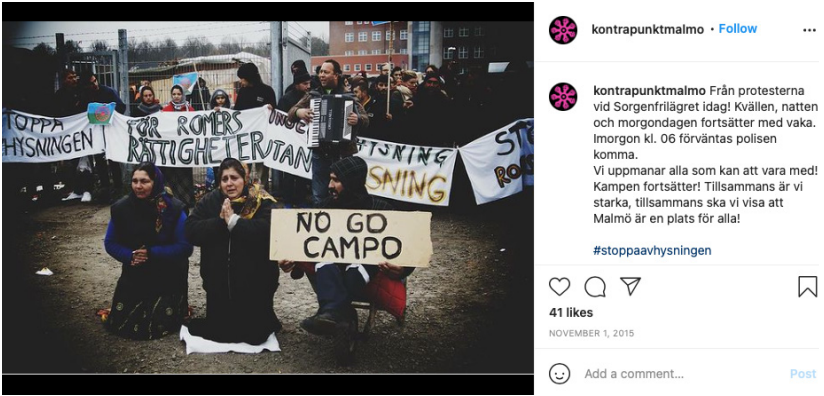 TOPPA
HYSNINGEN
FÖR ROMERS
RÄTTIGHETER
UTAN
HYSNING
SNING
NO GO
CAMPO
kontrapunktmalmo • Follow
kontrapunktmalmo Från protesterna
vid Sorgenfrilägret idag! Kvällen, natten
och morgondagen fortsätter med vaka.
Imorgon kl. 06 förväntas polisen
komma.
Vi uppmanar alla som kan att vara med!
Kampen fortsätter! Tillsammans är vi
starka, tillsammans ska vi visa att
Malmö är en plats för alla!
#stoppaavhysningen
41 likes
NOVEMBER 1, 2015
Add a comment...
Post